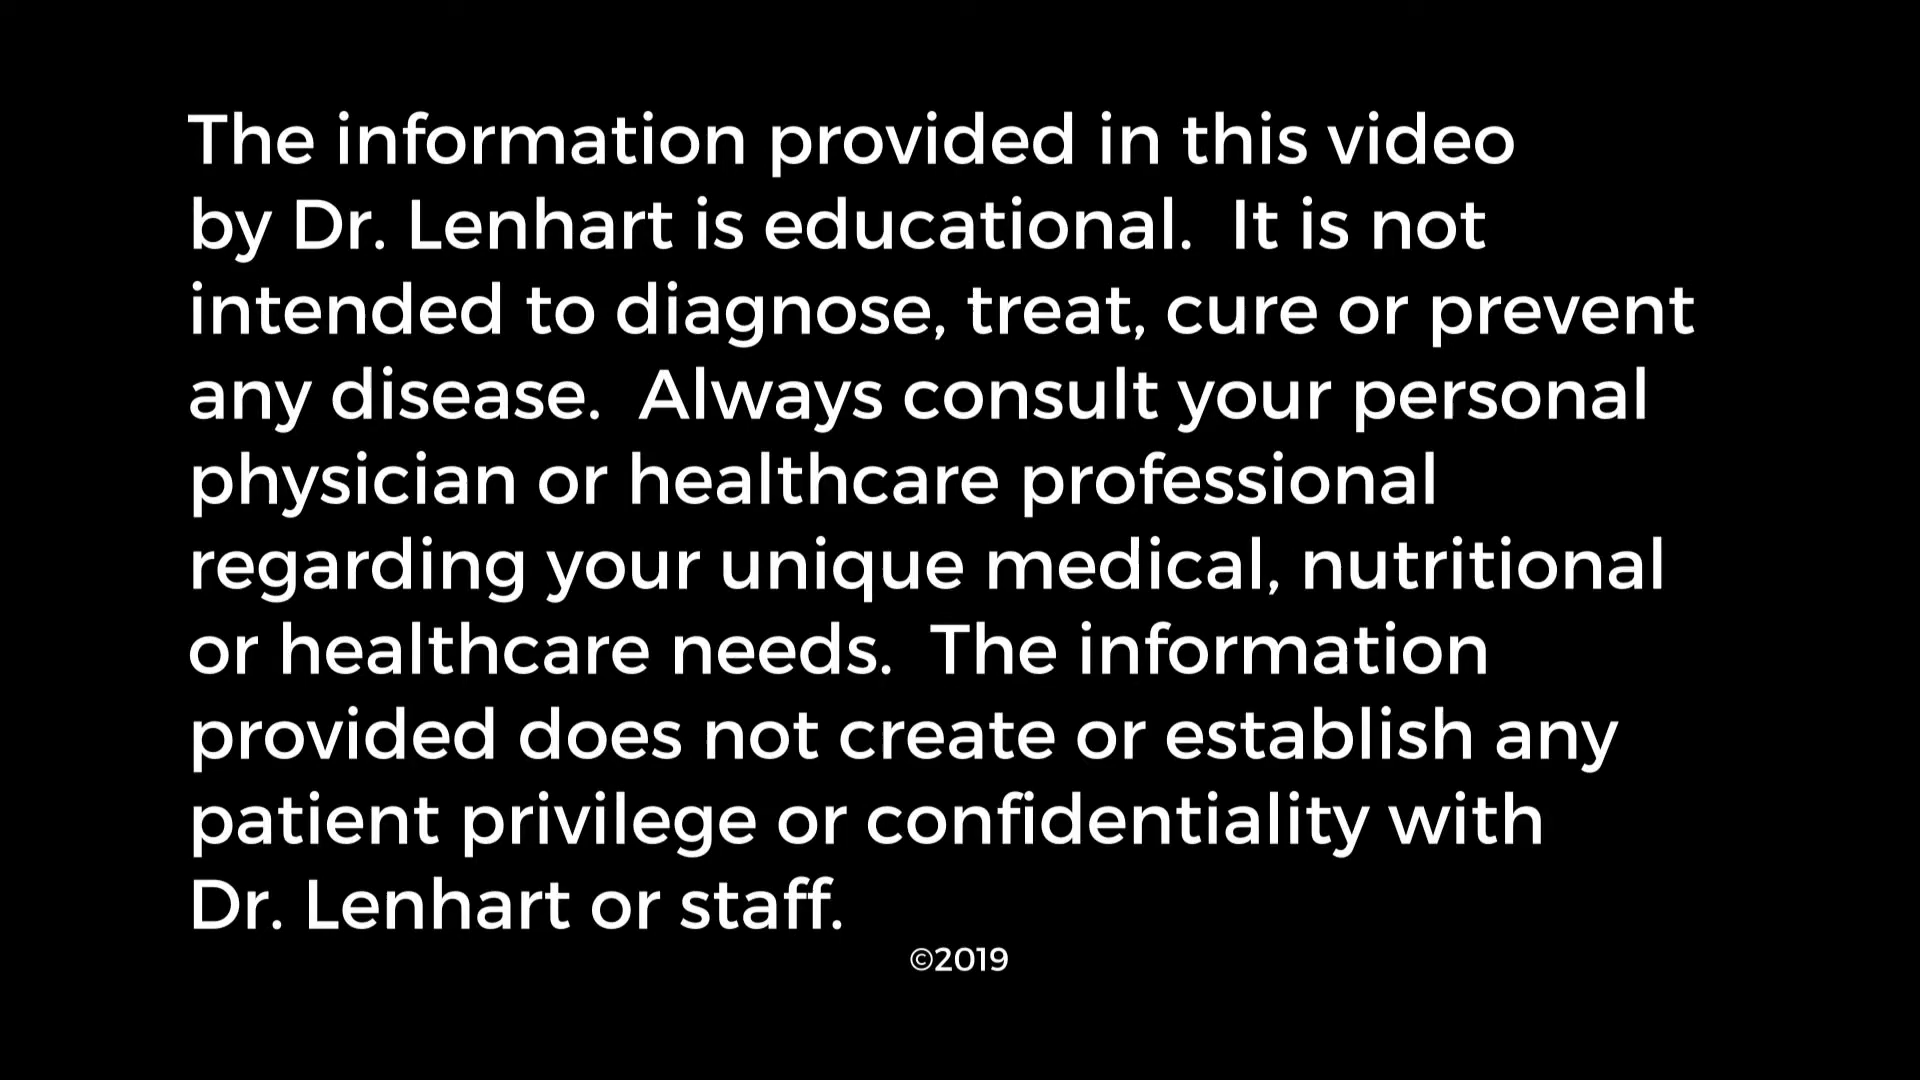 The information provided in this video
by Dr. Lenhart is educational.  It is not
intended to diagnose, treat, cure or prevent
any disease.  Always consult your personal
physician or healthcare professional
regarding your unique medical, nutritional
or healthcare needs.  The information
provided does not create or establish any
patient privilege or confidentiality with
Dr. Lenhart or staff.
©2019